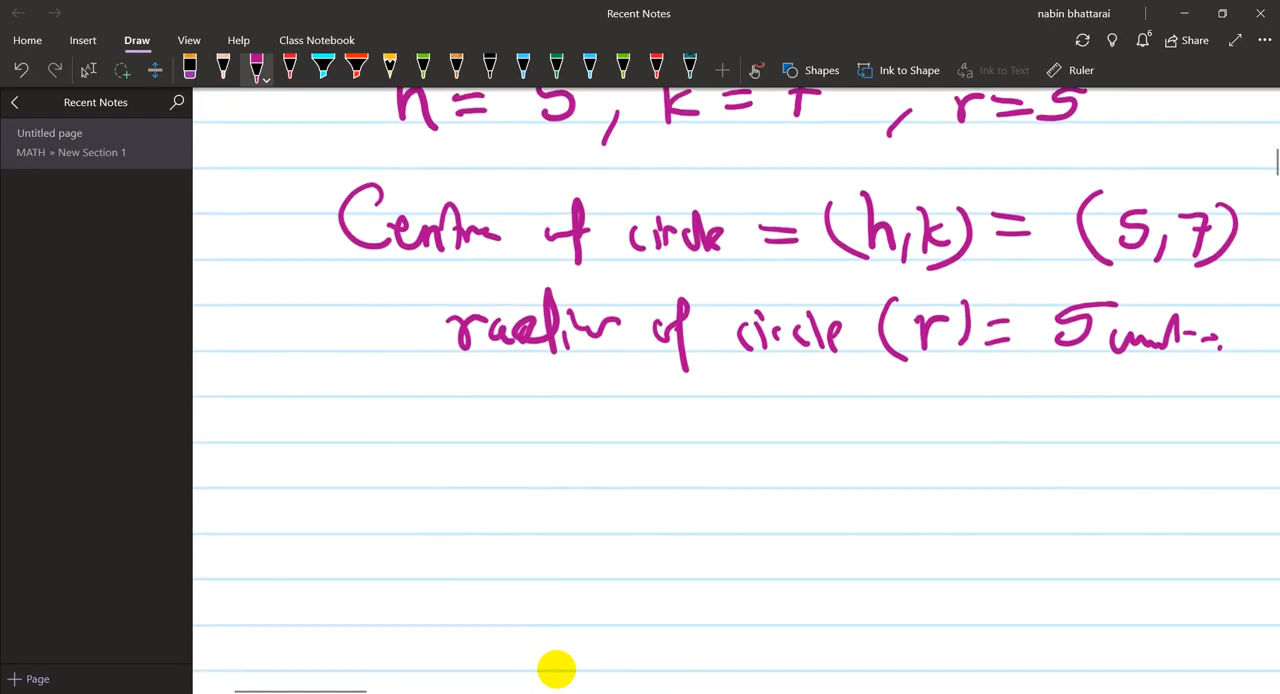 Recent Notes
nabin bhattarai
Home Insert Draw View Help Class Notebook
6 Share
Shapes Ink to Shape Ink to Text Ruler
Recent Notes
Untitled page
MATH » New Section 1
h = 5 , k = 7 , r = 5
Centre of circle = (h,k) = (5,7)
radius of circle (r) = 5 units.
+ Page